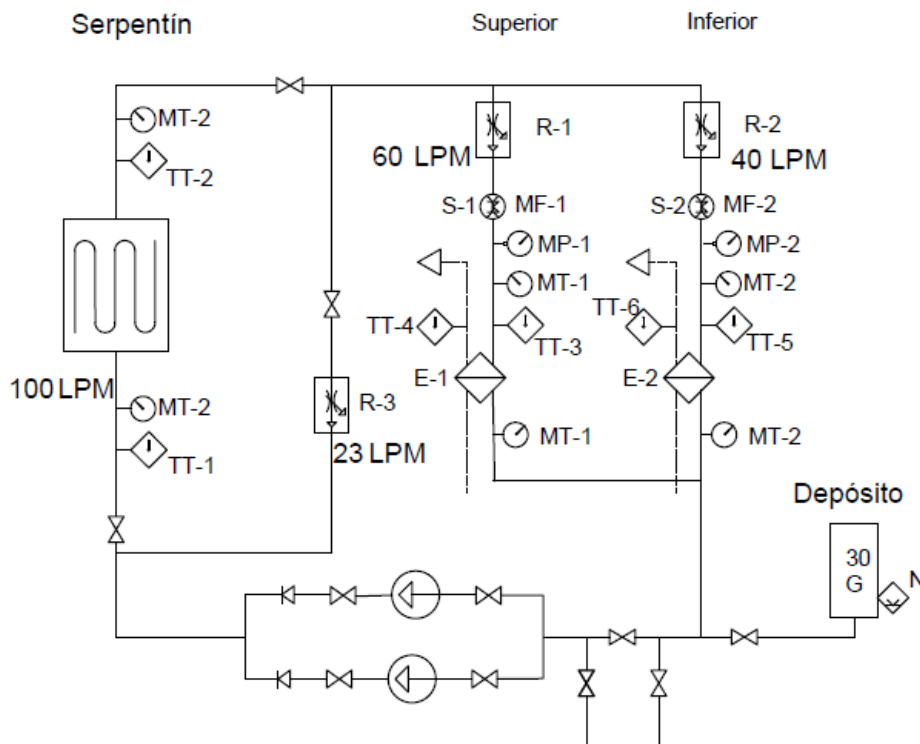 Serpentín
Superior
Inferior
MT-2
TT-2
R-1
60 LPM
R-2
40 LPM
S-1
MF-1
S-2
MF-2
MP-1
MP-2
MT-1
MT-2
TT-4
TT-3
TT-6
TT-5
E-1
E-2
100 LPM
MT-2
R-3
23 LPM
TT-1
MT-1
MT-2
Depósito
30
G
N